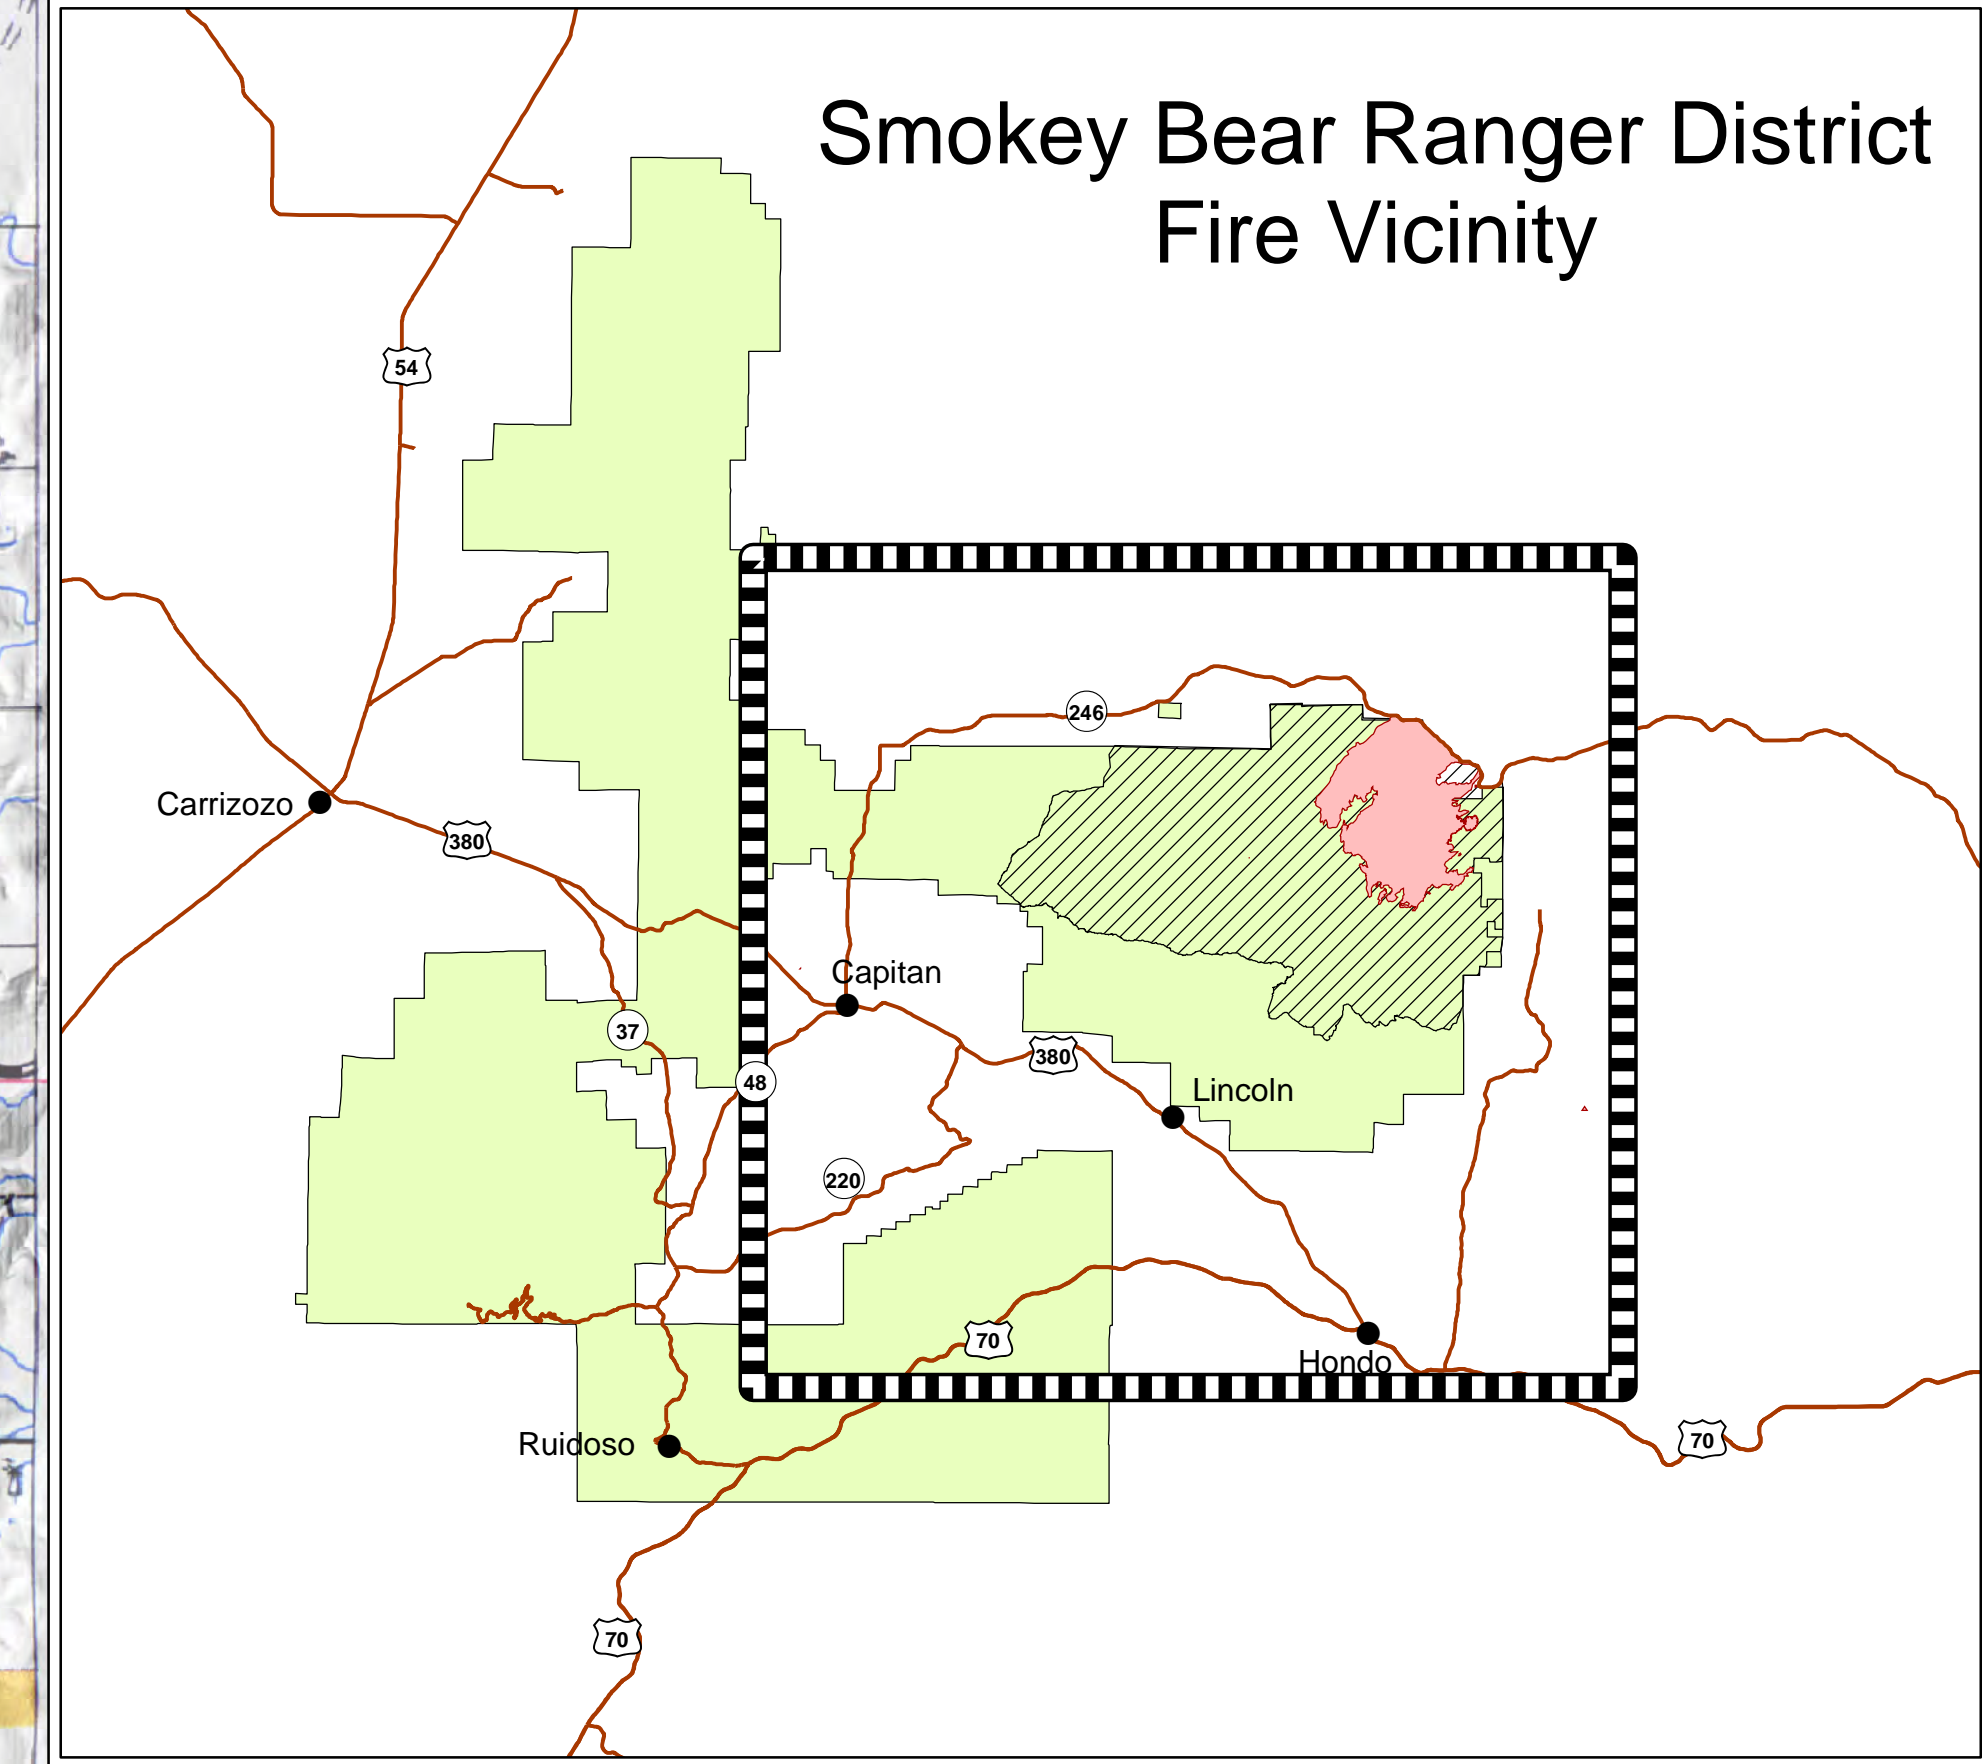 Smokey Bear Ranger District
Fire Vicinity
54
246
Carrizozo
380
Capitan
37
380
48
Lincoln
220
70
Hondo
Ruidoso
70
70